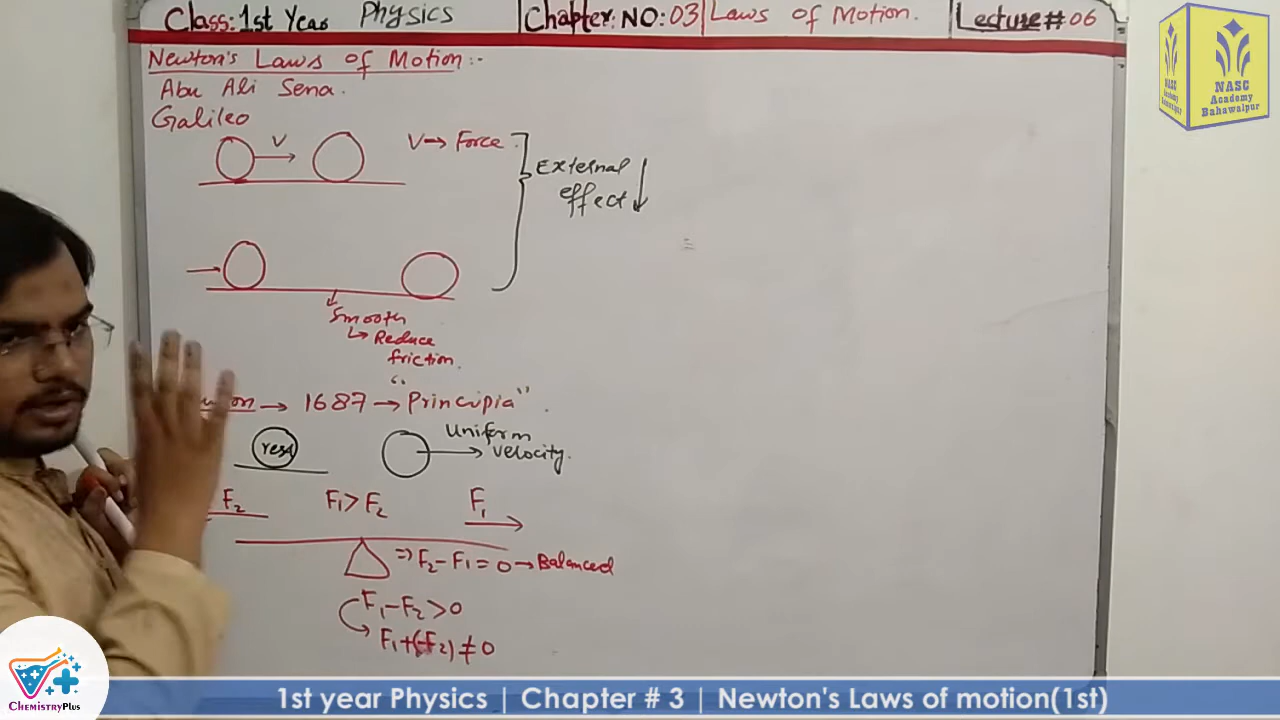 Class: 1st Year Physics Chapter: NO: 03 Laws of Motion. Lecture # 06
NASC
Academy
Bahawalpur
Newton's Laws of Motion :-
Abu Ali Sena.
Galileo
V V → Force
External
effect ↓
Smooth
↳ Reduce
friction.
→ 1687 → "Principia".
rest Uniform
velocity.
F₂ F₁ > F₂ F₁
⇒ F₂ - F₁ = 0 → Balanced
F₁ - F₂ > 0
F₁ + (-F₂) ≠ 0
ChemistryPlus
1st year Physics | Chapter # 3 | Newton's Laws of motion(1st)